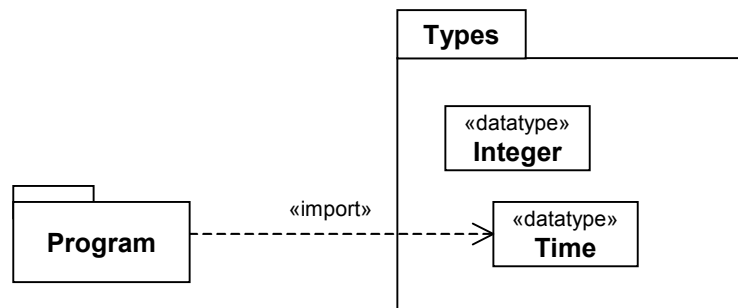 Types
«datatype»
Integer
«import»
«datatype»
Time
Program